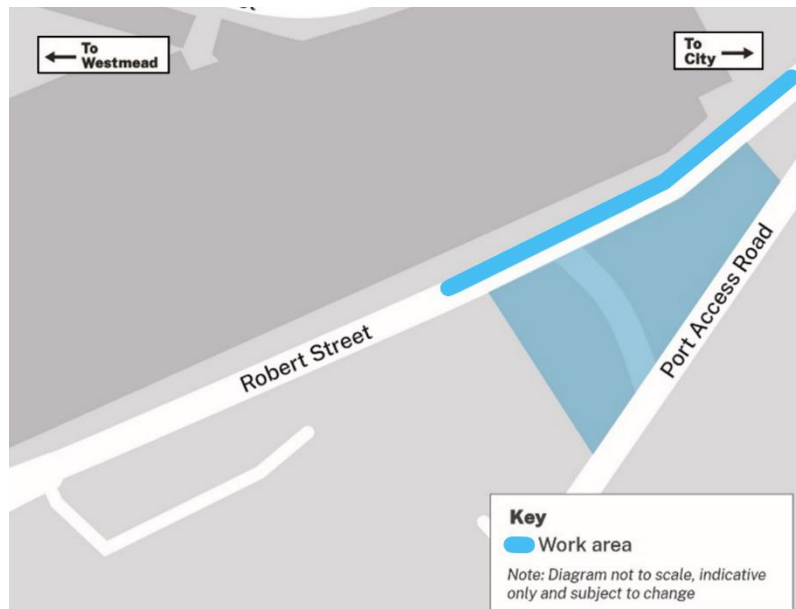 To
Westmead
To
City
Robert Street
Port Access Road
Key
Work area
Note: Diagram not to scale, indicative
only and subject to change